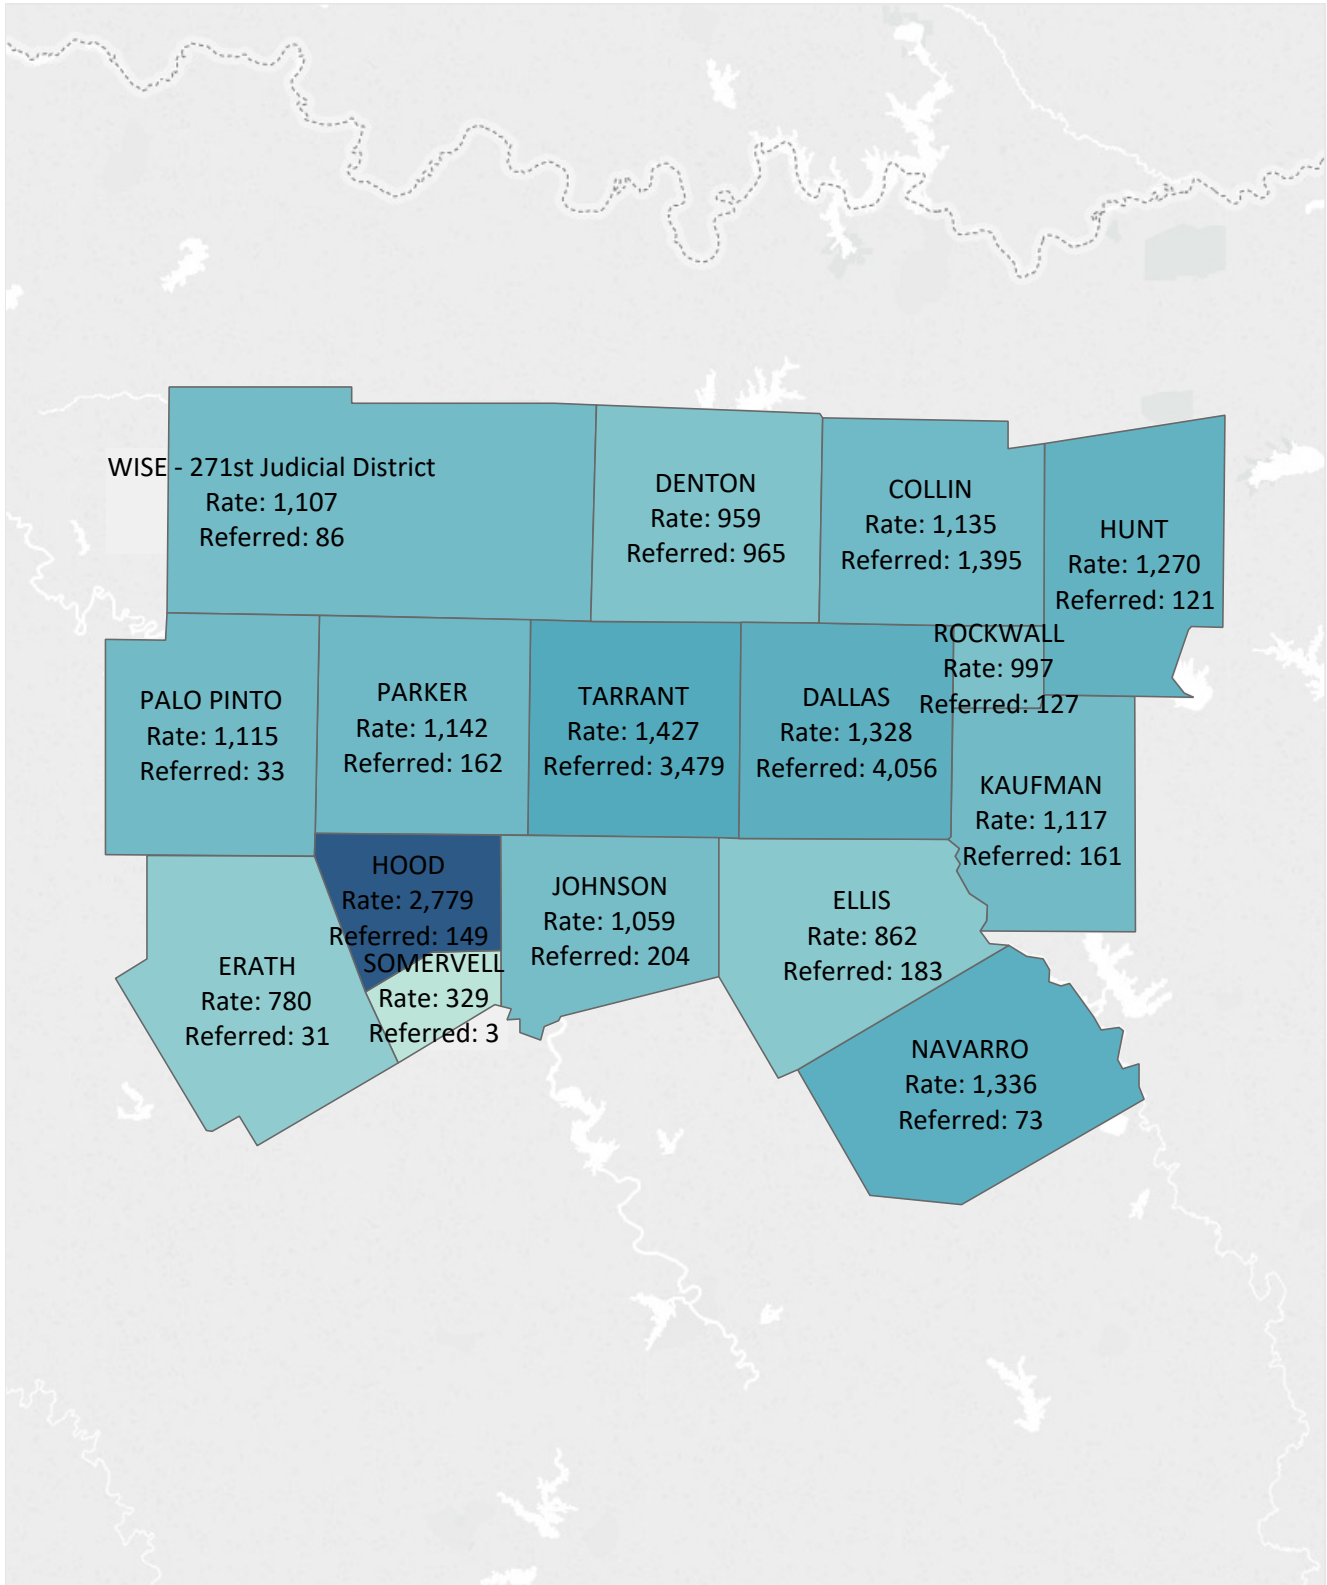 WISE - 271st Judicial District
Rate: 1,107
Referred: 86
DENTON
Rate: 959
Referred: 965
COLLIN
Rate: 1,135
Referred: 1,395
HUNT
Rate: 1,270
Referred: 121
ROCKWALL
Rate: 997
Referred: 127
PALO PINTO
Rate: 1,115
Referred: 33
PARKER
Rate: 1,142
Referred: 162
TARRANT
Rate: 1,427
Referred: 3,479
DALLAS
Rate: 1,328
Referred: 4,056
KAUFMAN
Rate: 1,117
Referred: 161
HOOD
Rate: 2,779
Referred: 149
JOHNSON
Rate: 1,059
Referred: 204
ELLIS
Rate: 862
Referred: 183
ERATH
Rate: 780
Referred: 31
SOMERVELL
Rate: 329
Referred: 3
NAVARRO
Rate: 1,336
Referred: 73